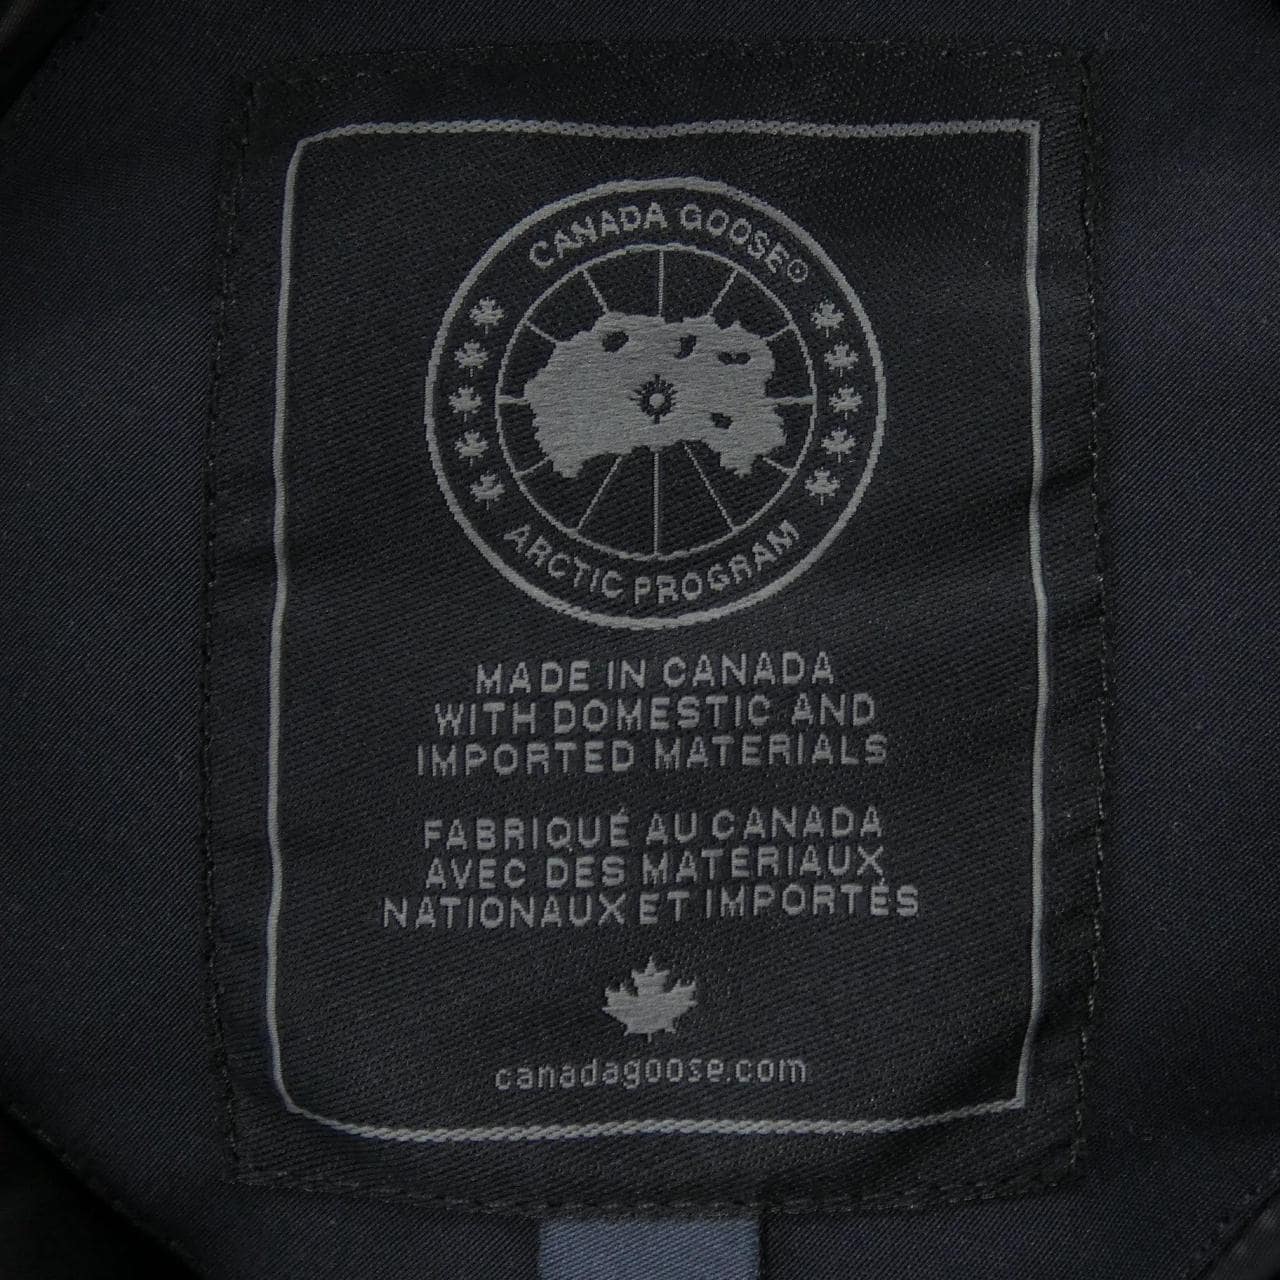 CANADA GOOSE®
ARCTIC PROGRAM
MADE IN CANADA
WITH DOMESTIC AND
IMPORTED MATERIALS
FABRIQUÉ AU CANADA
AVEC DES MATÉRIAUX
NATIONAUX ET IMPORTÉS
canadagoose.com